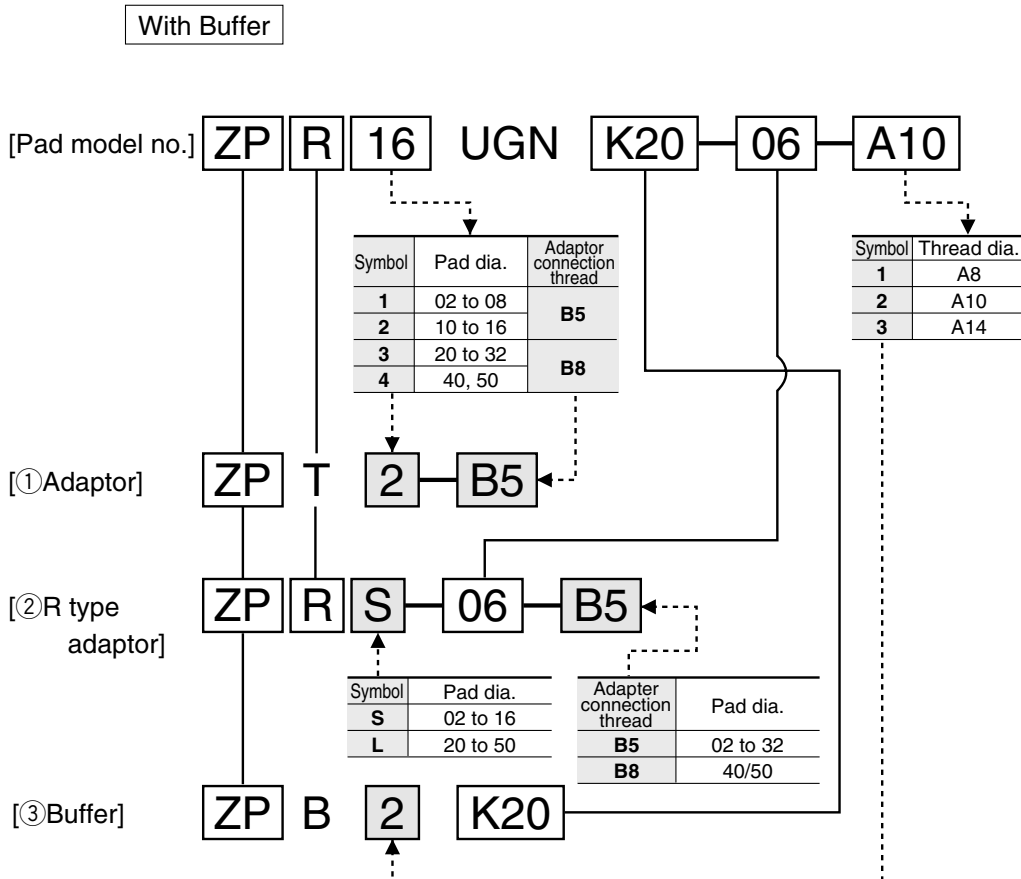 With Buffer
[Pad model no.] ZP R 16 UGN K20 06 A10
Symbol Pad dia. Adaptor connection thread
1 02 to 08 B5
2 10 to 16
3 20 to 32 B8
4 40, 50
Symbol Thread dia.
1 A8
2 A10
3 A14
[①Adaptor] ZP T 2 B5
[②R type adaptor] ZP R S 06 B5
Symbol Pad dia.
S 02 to 16
L 20 to 50
Adapter connection thread Pad dia.
B5 02 to 32
B8 40/50
[③Buffer] ZP B 2 K20